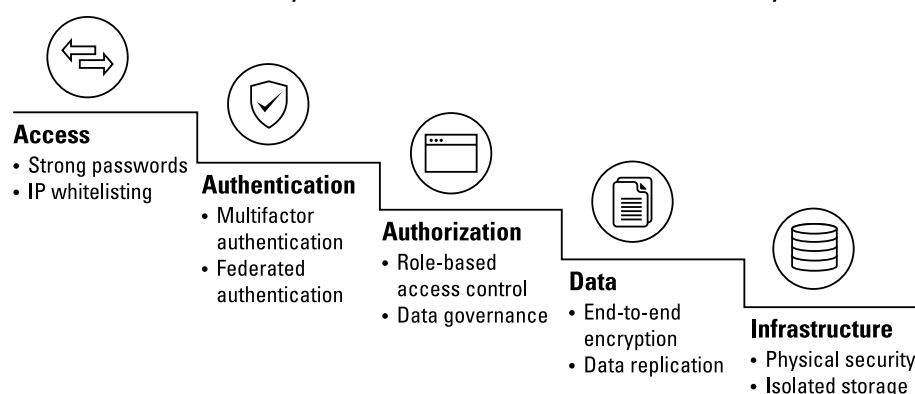 Access
• Strong passwords
• IP whitelisting
Authentication
• Multifactor
authentication
• Federated
authentication
Authorization
• Role-based
access control
• Data governance
Data
• End-to-end
encryption
• Data replication
Infrastructure
• Physical security
• Isolated storage